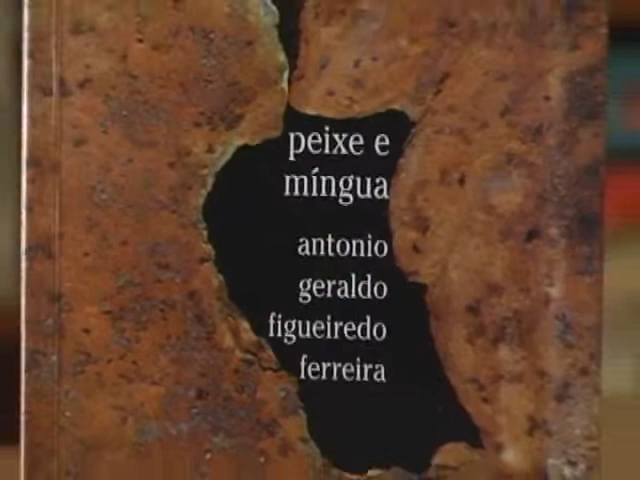 peixe e
míngua
antonio
geraldo
figueiredo
ferreira